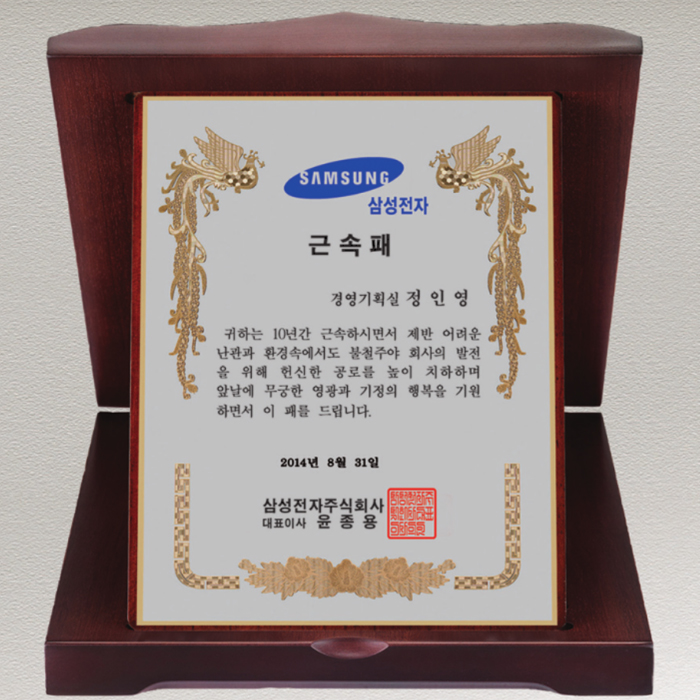 SAMSUNG
삼성전자
근속패
경영기획실 정인영
귀하는 10년간 근속하시면서 제반 어려운
난관과 환경속에서도 불철주야 회사의 발전
을 위해 헌신한 공로를 높이 치하하며
앞날에 무궁한 영광과 기정의 행복을 기원
하면서 이 패를 드립니다.
2014년 8월 31일
삼성전자주식회사
대표이사 윤종용